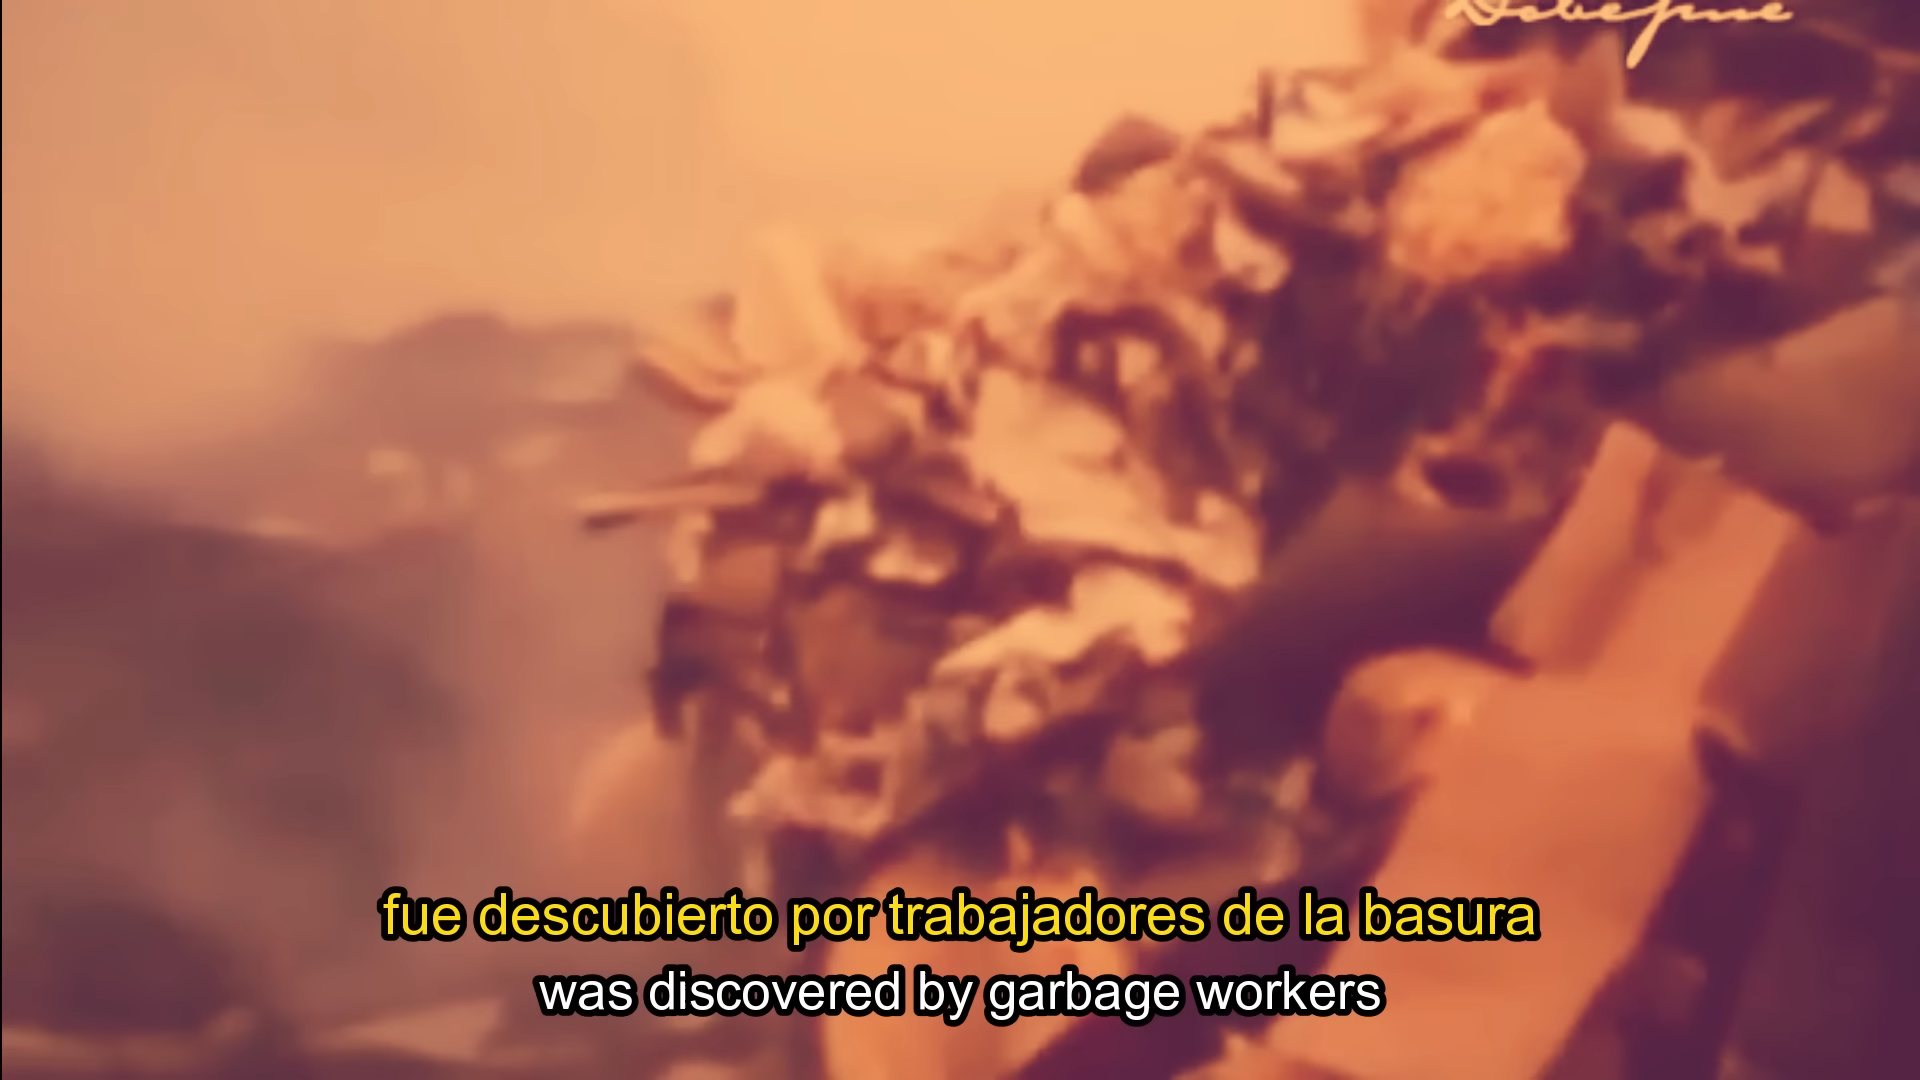 fue descubierto por trabajadores de la basura
was discovered by garbage workers